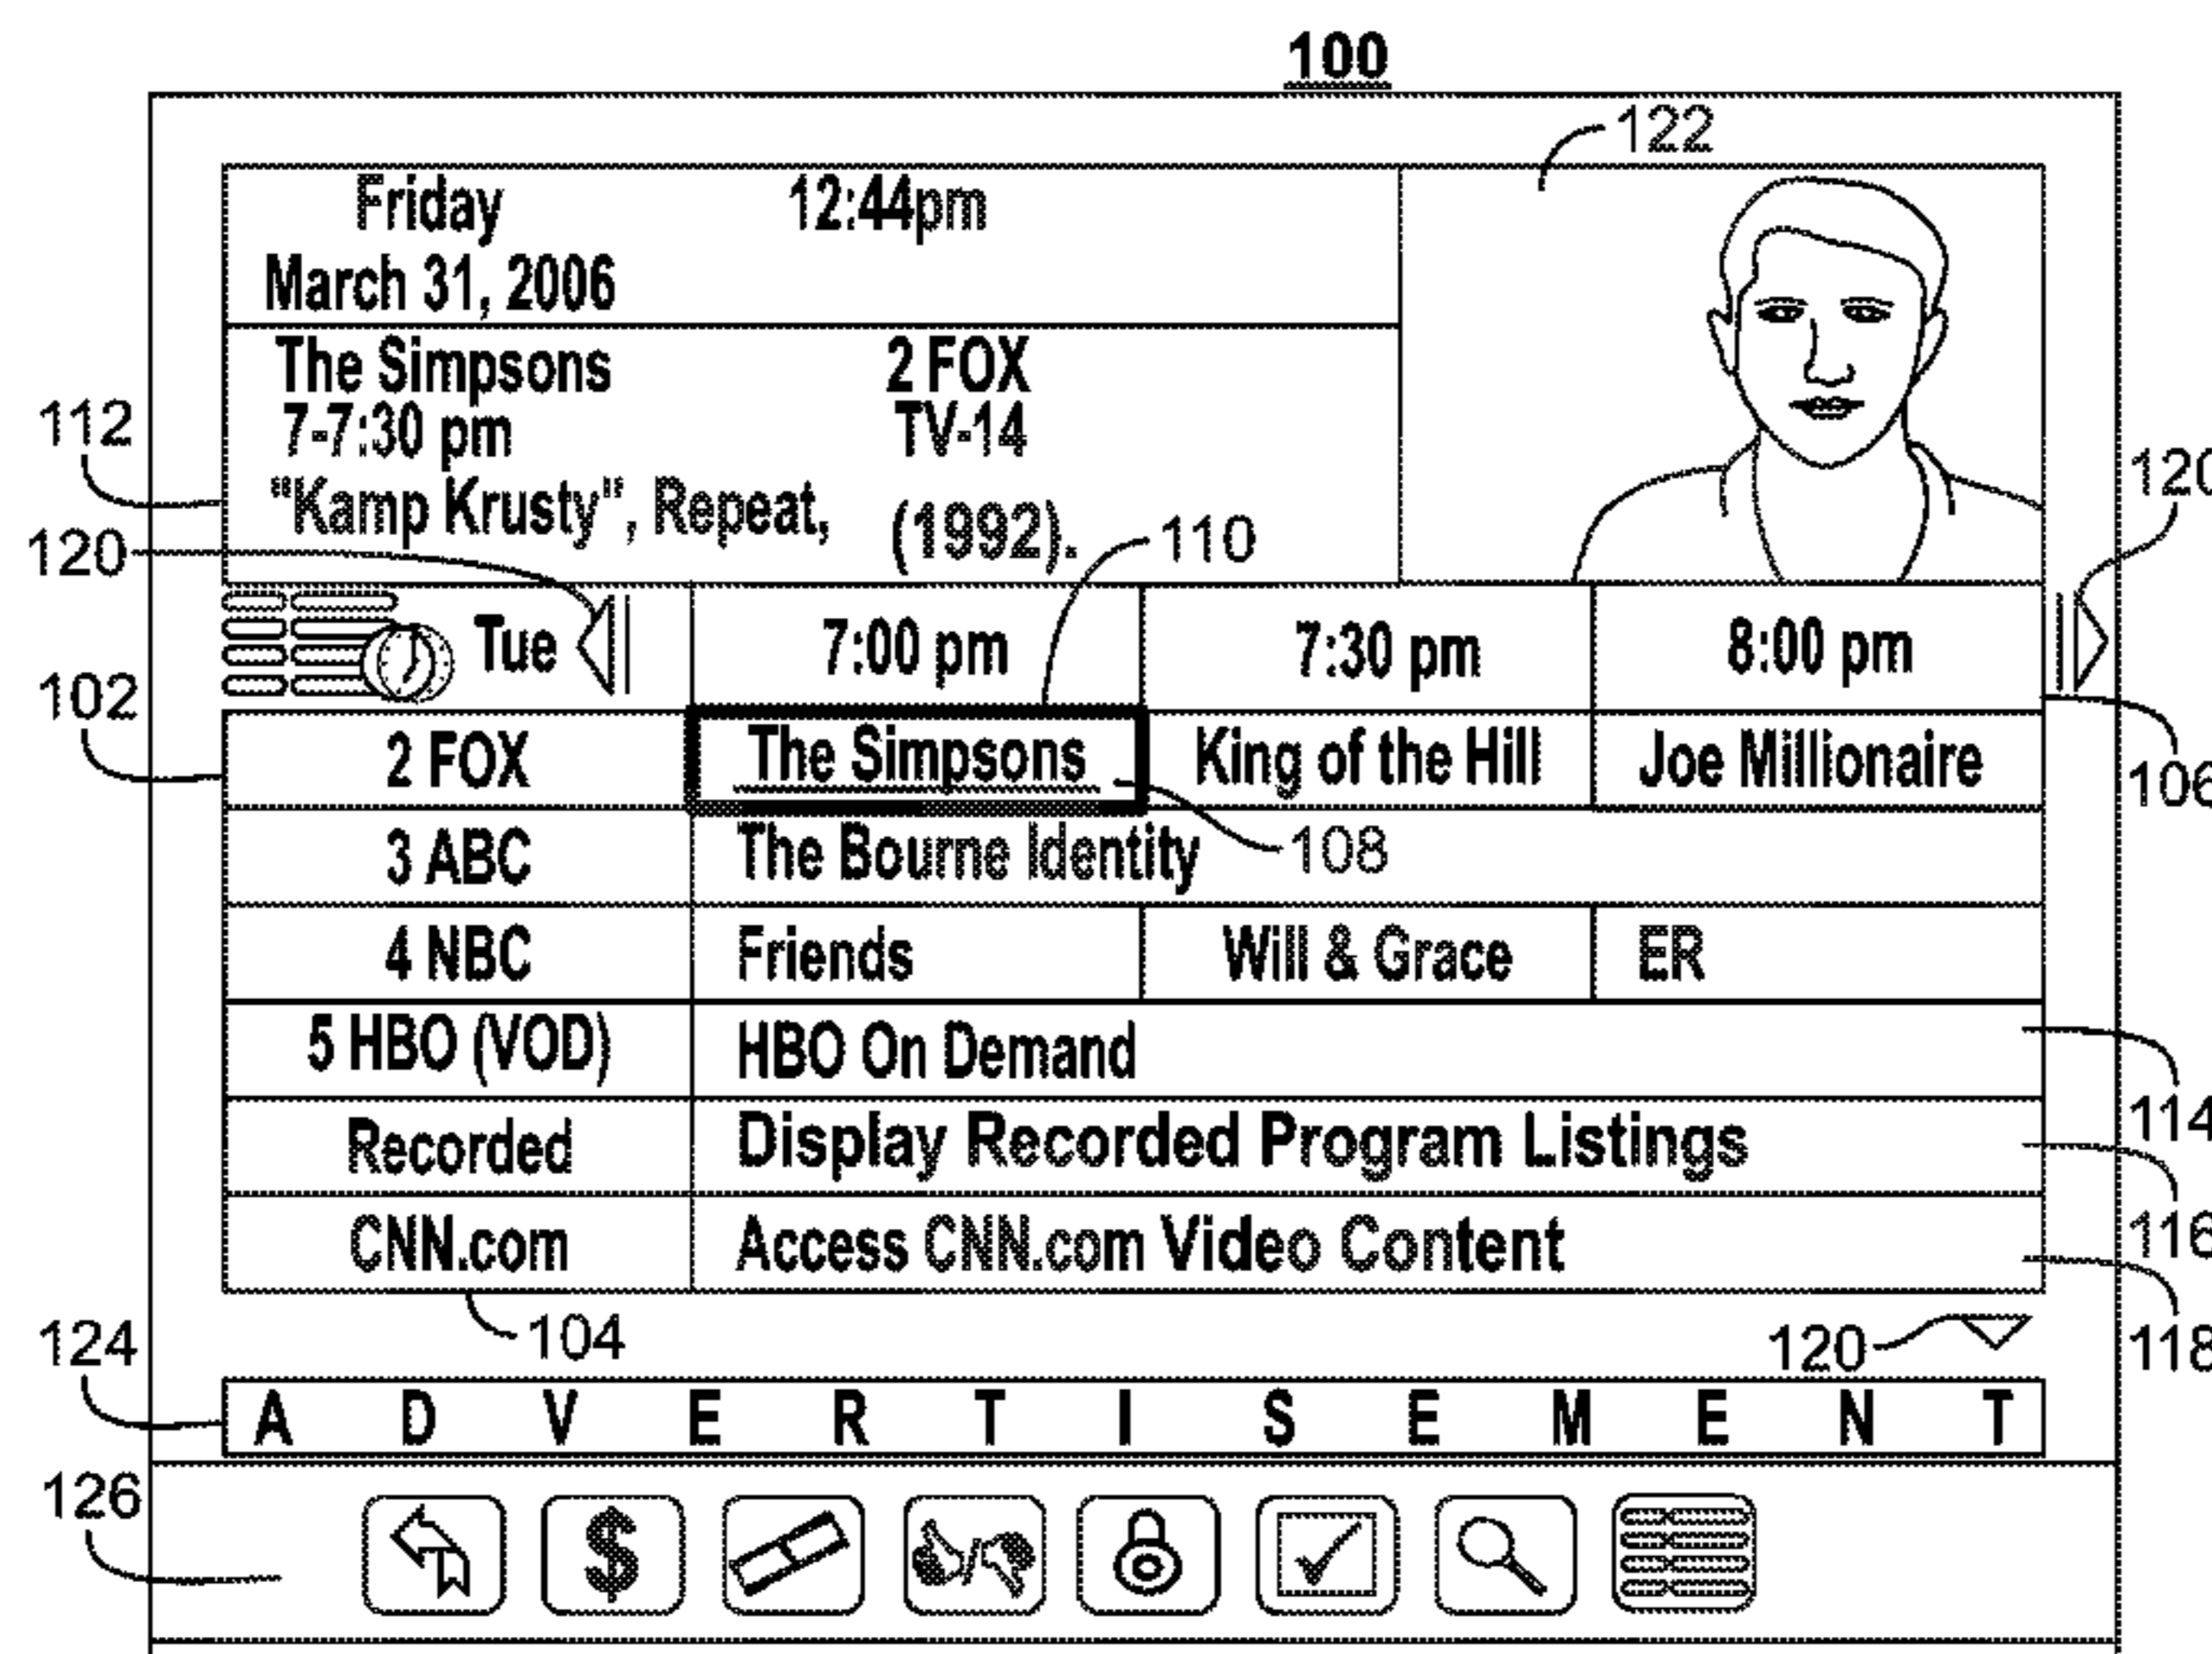 100
122
Friday 12:44pm
March 31, 2006
The Simpsons 2 FOX
112 7-7:30 pm TV-14
120
"Kamp Krusty", Repeat, (1992).
120 110
Tue 7:00 pm 7:30 pm 8:00 pm
102
2 FOX The Simpsons King of the Hill Joe Millionaire
106
3 ABC The Bourne Identity 108
4 NBC Friends Will & Grace ER
5 HBO (VOD) HBO On Demand
114
Recorded Display Recorded Program Listings
116
CNN.com Access CNN.com Video Content
124 104 120 118
A D V E R T I S E M E N T
126
$